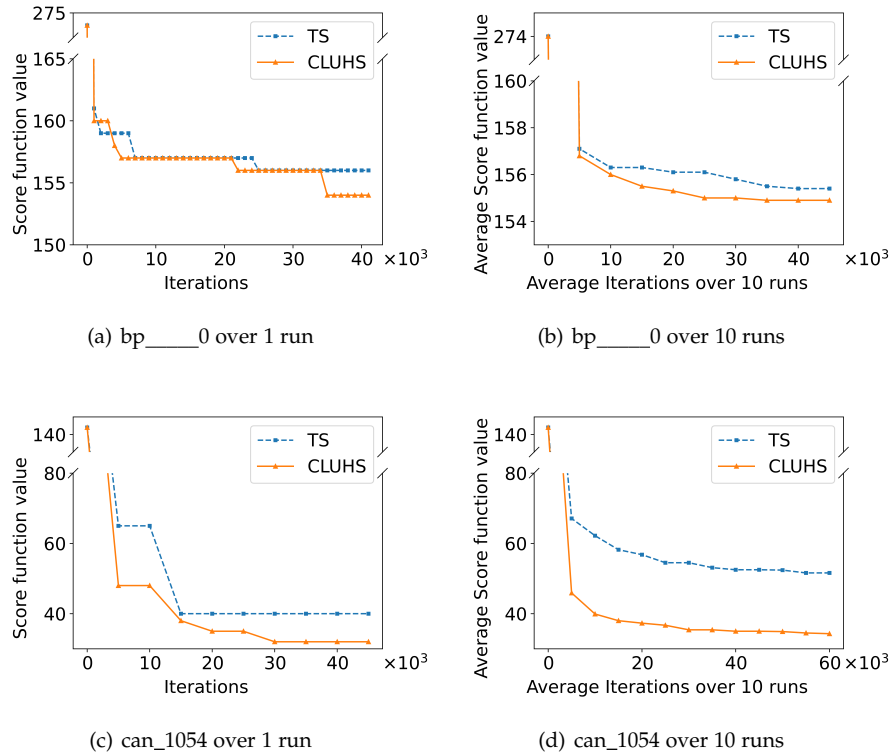 275
165
160
155
150
Score function value
TS
CLUHS
0 10 20 30 40 ×10³
Iterations
(a) bp_____0 over 1 run
274
160
158
156
154
Average Score function value
TS
CLUHS
0 10 20 30 40 ×10³
Average Iterations over 10 runs
(b) bp_____0 over 10 runs
140
80
60
40
Score function value
TS
CLUHS
0 10 20 30 40 ×10³
Iterations
(c) can_1054 over 1 run
140
80
60
40
Average Score function value
TS
CLUHS
0 20 40 60 ×10³
Average Iterations over 10 runs
(d) can_1054 over 10 runs